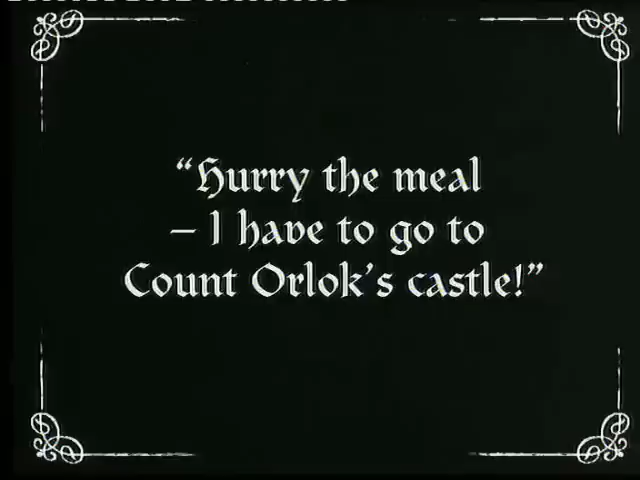 “Hurry the meal
– I have to go to
Count Orlok's castle!”